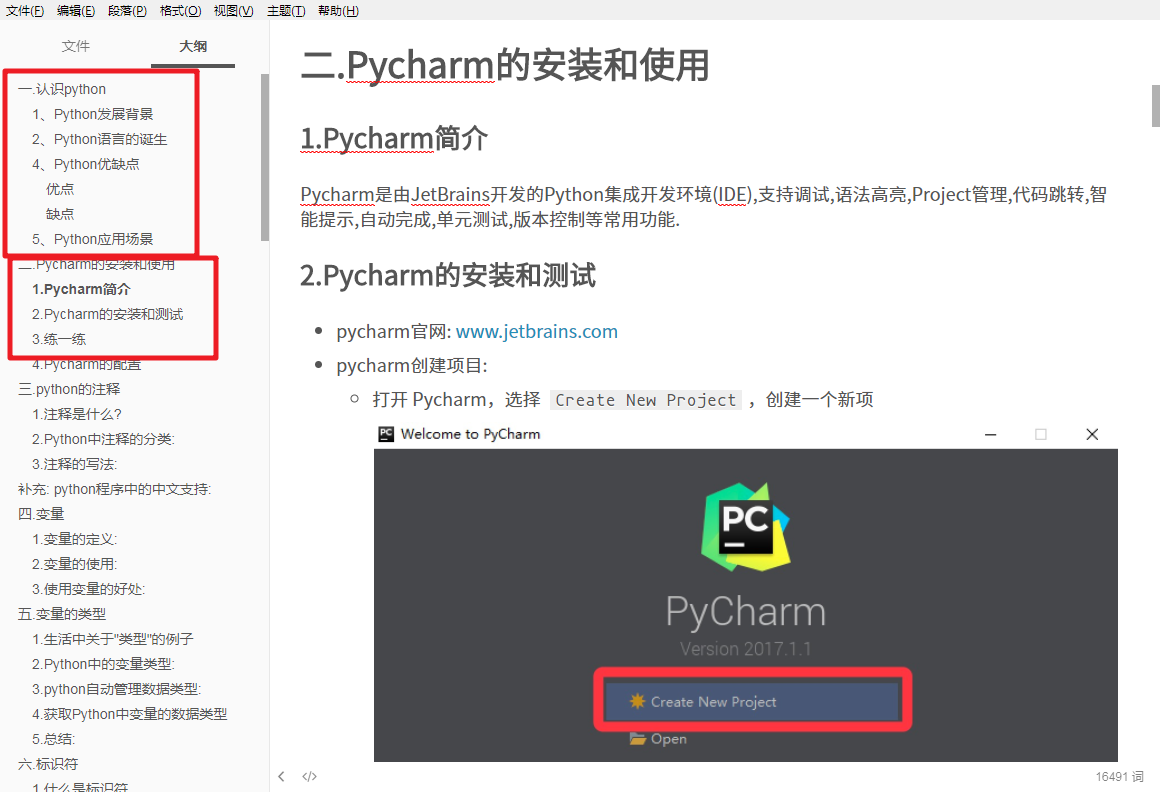 文件(F) 编辑(E) 段落(P) 格式(O) 视图(V) 主题(T) 帮助(H)
文件 大纲
一.认识python
1、Python发展背景
2、Python语言的诞生
4、Python优缺点
优点
缺点
5、Python应用场景
二.Pycharm的安装和使用
1.Pycharm简介
2.Pycharm的安装和测试
3.练一练
4.Pycharm的配置
三.python的注释
1.注释是什么?
2.Python中注释的分类:
3.注释的写法:
补充: python程序中的中文支持:
四.变量
1.变量的定义:
2.变量的使用:
3.使用变量的好处:
五.变量的类型
1.生活中关于"类型"的例子
2.Python中的变量类型:
3.python自动管理数据类型:
4.获取Python中变量的数据类型
5.总结:
六.标识符
1.什么是标识符
二.Pycharm的安装和使用
1.Pycharm简介
Pycharm是由JetBrains开发的Python集成开发环境(IDE),支持调试,语法高亮,Project管理,代码跳转,智
能提示,自动完成,单元测试,版本控制等常用功能.
2.Pycharm的安装和测试
pycharm官网: www.jetbrains.com
pycharm创建项目:
打开 Pycharm，选择 Create New Project ，创建一个新项
PC Welcome to PyCharm
PC
PyCharm
Version 2017.1.1
Create New Project
Open
</> 16491 词